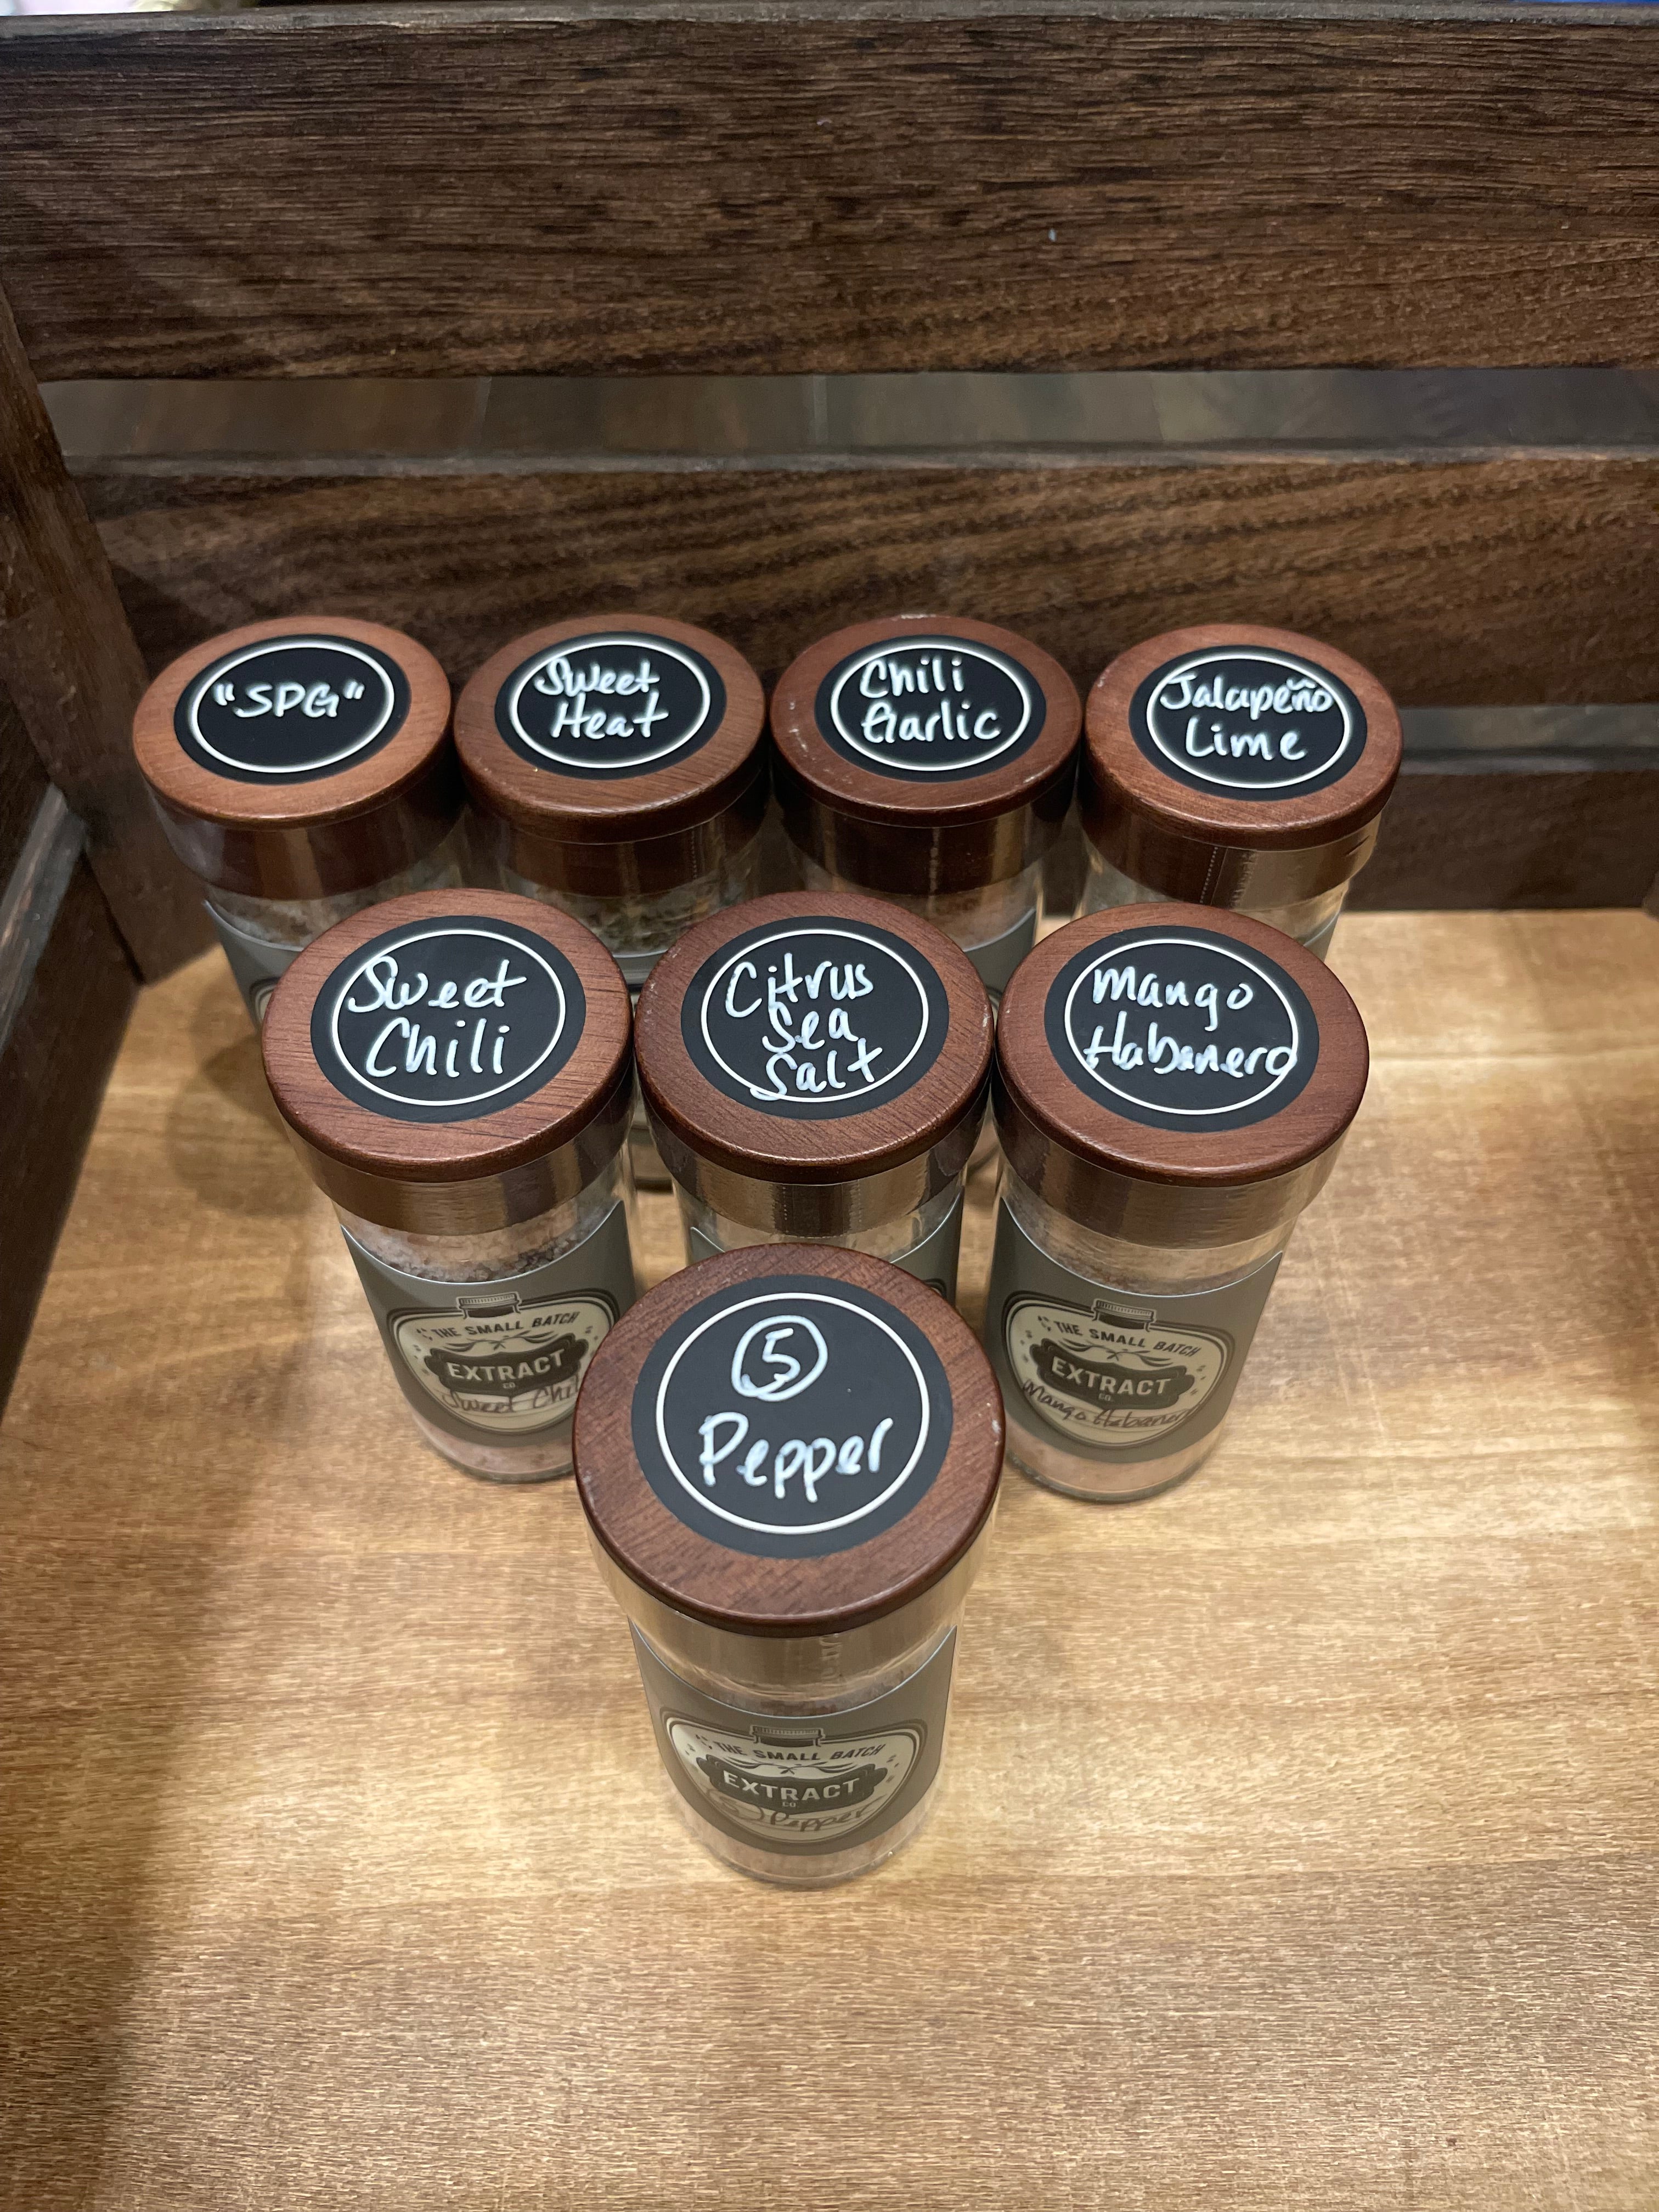 "SPG"
Sweet
Heat
Chili
Garlic
Jalapeño
Lime
Sweet
Chili
Citrus
Sea
Salt
Mango
Habanero
THE SMALL BATCH
EXTRACT
CO
Sweet Chili
THE SMALL BATCH
EXTRACT
CO.
Mango Habanero
5
Pepper
THE SMALL BATCH
EXTRACT
CO
5 Pepper